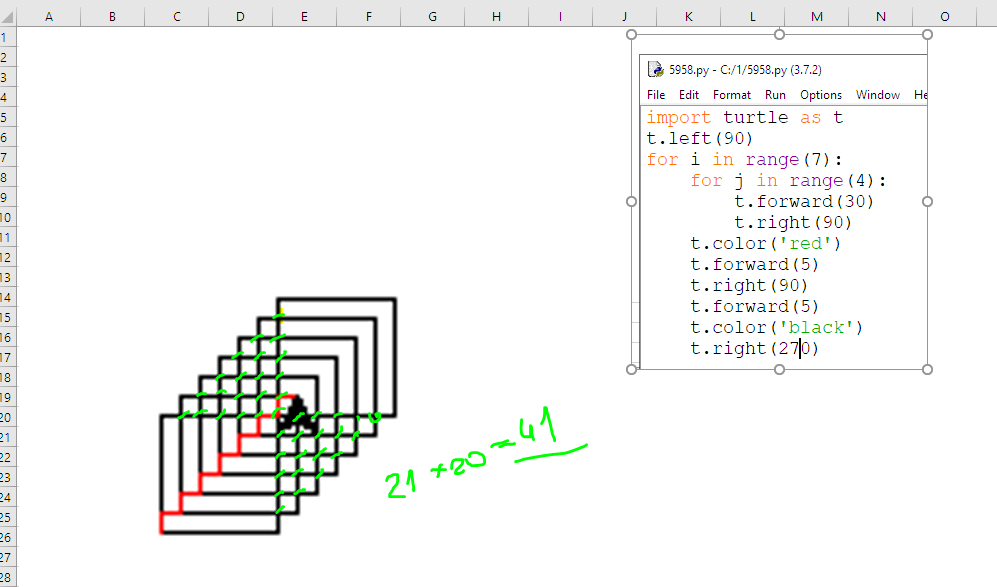 A B C D E F G H I J K L M N O
1
2
3
4
5
6
7
8
9
10
11
12
13
14
15
16
17
18
19
20
21
22
23
24
25
26
27
28
5958.py - C:/1/5958.py (3.7.2)
File Edit Format Run Options Window He
import turtle as t
t.left(90)
for i in range(7):
    for j in range(4):
        t.forward(30)
        t.right(90)
    t.color('red')
    t.forward(5)
    t.right(90)
    t.forward(5)
    t.color('black')
    t.right(270)
21 + 20 = 41